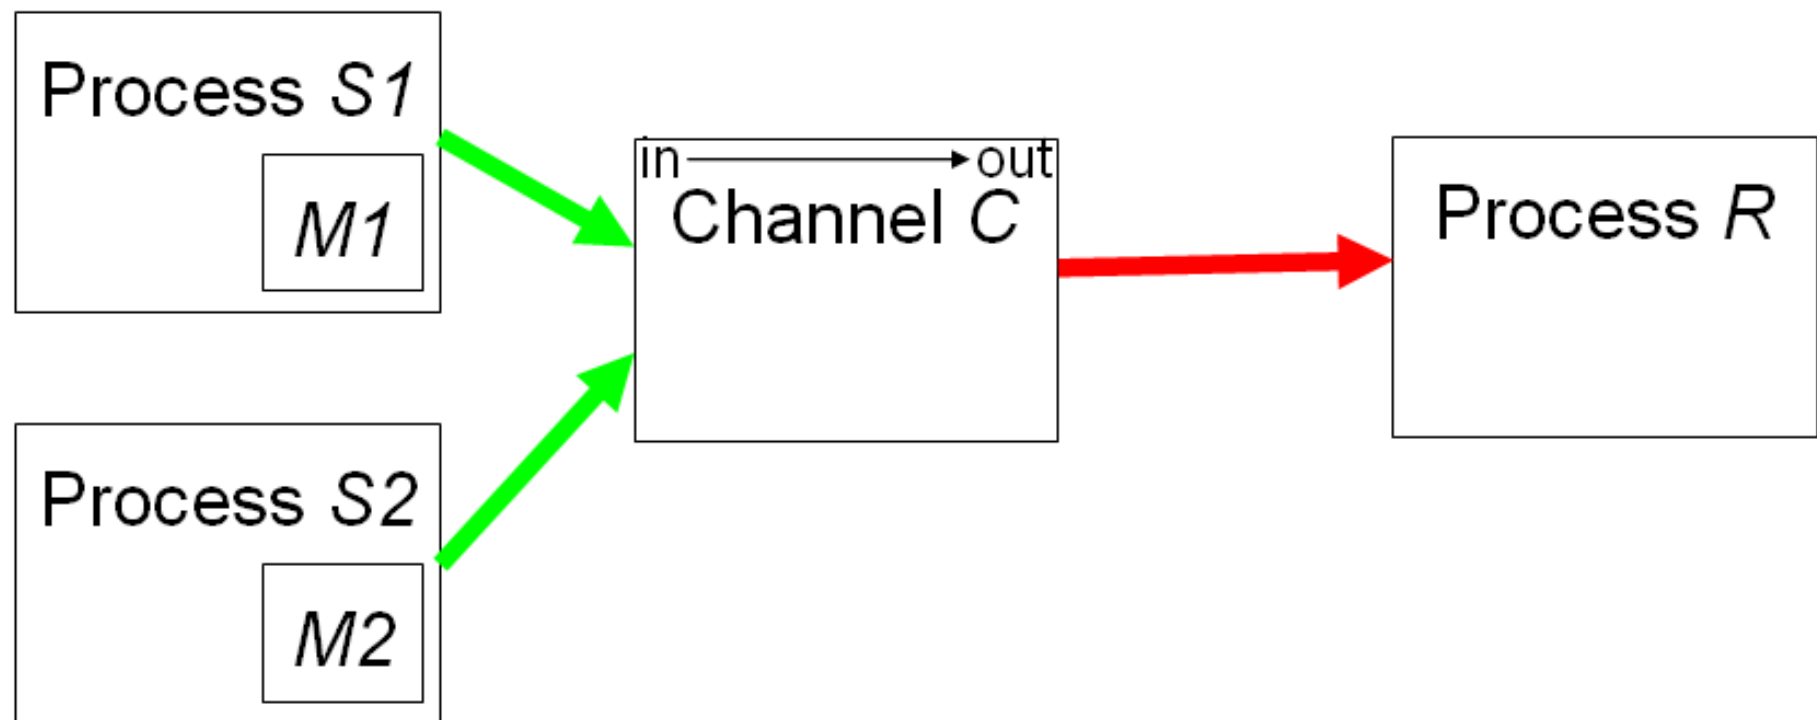 Process S1
M1
in out
Channel C
Process R
Process S2
M2